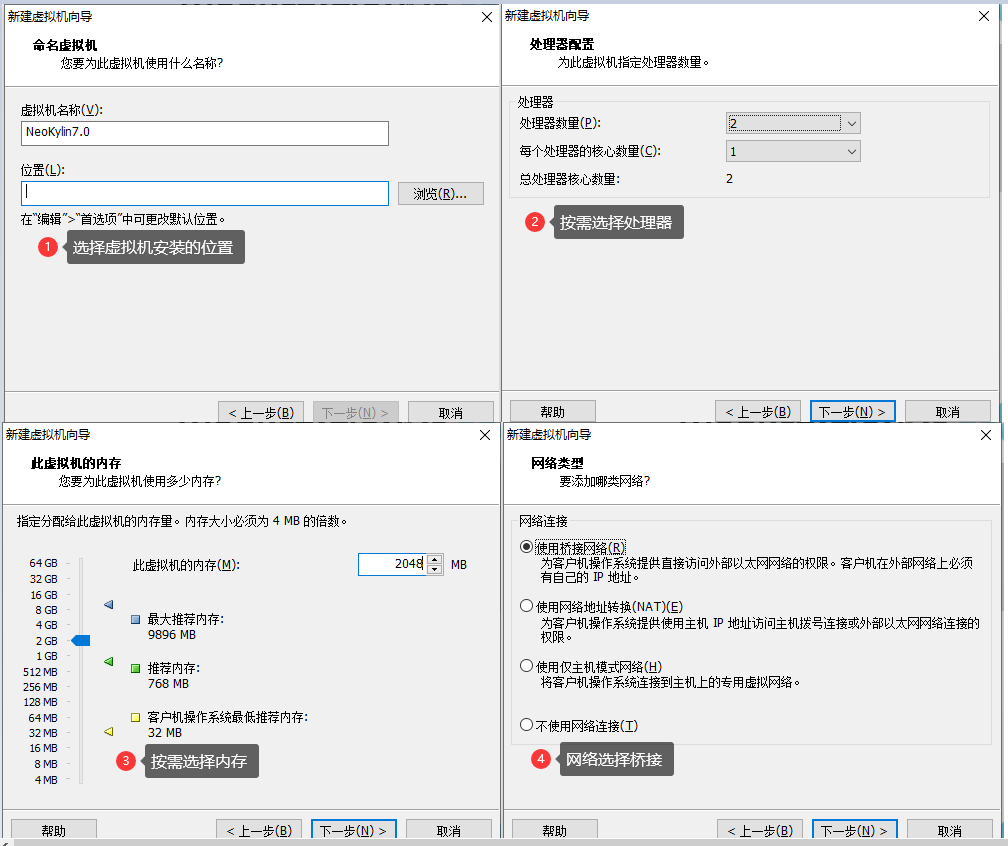 新建虚拟机向导
命名虚拟机
您要为此虚拟机使用什么名称?
虚拟机名称(V):
NeoKylin7.0
位置(L):
浏览(R)...
在“编辑”>“首选项”中可更改默认位置。
1 选择虚拟机安装的位置
< 上一步(B) 下一步(N) > 取消
新建虚拟机向导
处理器配置
为此虚拟机指定处理器数量。
处理器
处理器数量(P): 2
每个处理器的核心数量(C): 1
总处理器核心数量: 2
2 按需选择处理器
帮助 < 上一步(B) 下一步(N) > 取消
新建虚拟机向导
此虚拟机的内存
您要为此虚拟机使用多少内存?
指定分配给此虚拟机的内存量。内存大小必须为 4 MB 的倍数。
此虚拟机的内存(M): 2048 MB
64 GB
32 GB
16 GB
8 GB
4 GB
2 GB
1 GB
512 MB
256 MB
128 MB
64 MB
32 MB
16 MB
8 MB
4 MB
最大推荐内存:
9896 MB
推荐内存:
768 MB
客户机操作系统最低推荐内存:
32 MB
3 按需选择内存
帮助 < 上一步(B) 下一步(N) > 取消
新建虚拟机向导
网络类型
要添加哪类网络?
网络连接
使用桥接网络(R)
为客户机操作系统提供直接访问外部以太网网络的权限。客户机在外部网络上必须
有自己的 IP 地址。
使用网络地址转换(NAT)(E)
为客户机操作系统提供使用主机 IP 地址访问主机拨号连接或外部以太网网络连接的
权限。
使用仅主机模式网络(H)
将客户机操作系统连接到主机上的专用虚拟网络。
不使用网络连接(T)
4 网络选择桥接
帮助 < 上一步(B) 下一步(N) > 取消